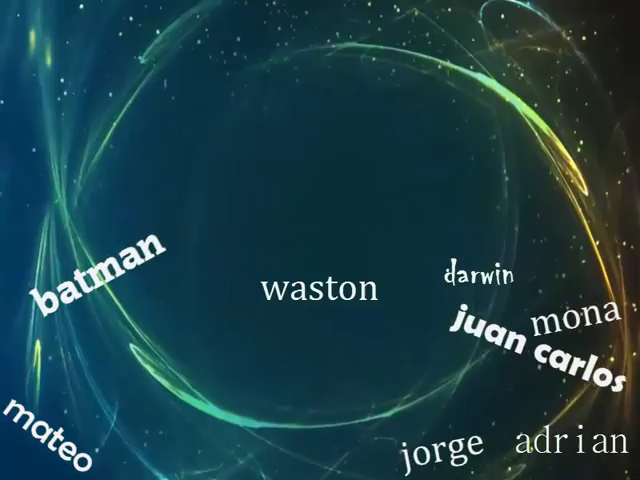 batman
waston
darwin
mona
juan carlos
mateo
jorge
adrian